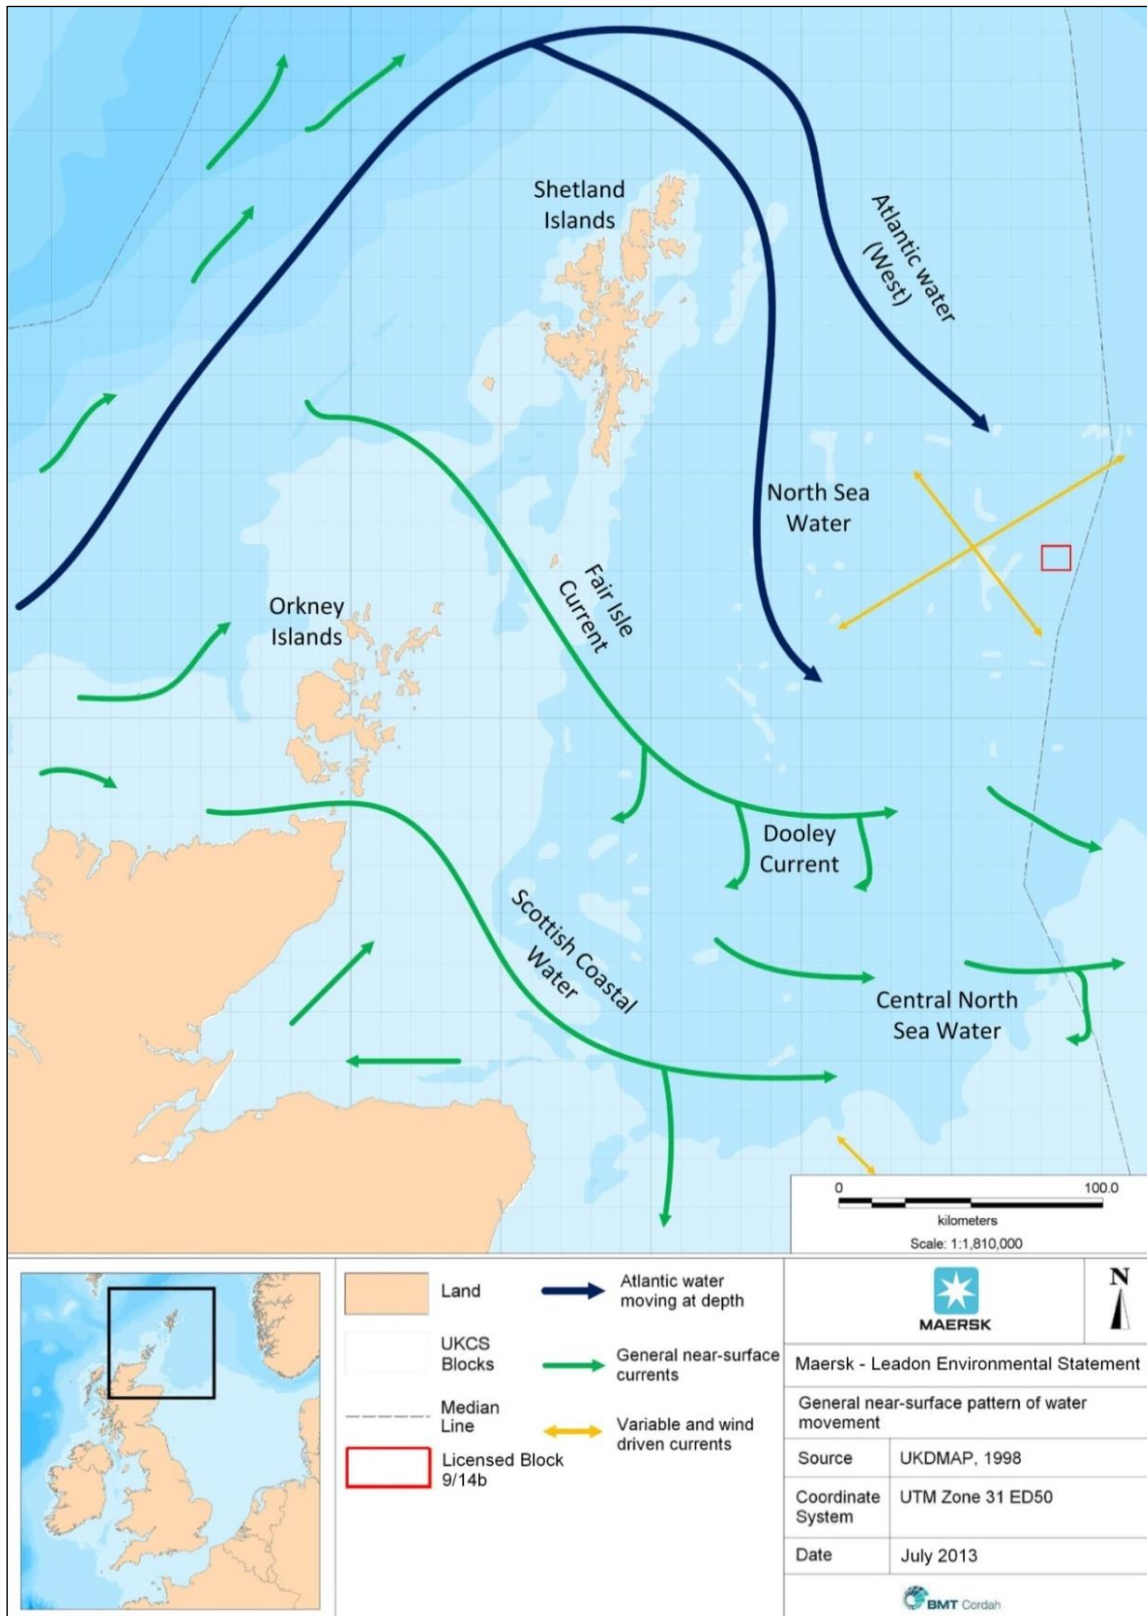 Shetland
Islands
Atlantic water
(West)
North Sea
Water
Fair Isle
Current
Orkney
Islands
Dooley
Current
Scottish Coastal
Water
Central North
Sea Water
0
100.0
kilometers
Scale: 1:1,810,000
Land
UKCS
Blocks
Median
Line
Licensed Block
9/14b
Atlantic water
moving at depth
General near-surface
currents
Variable and wind
driven currents
MAERSK
N
Maersk - Leadon Environmental Statement
General near-surface pattern of water
movement
Source
UKDMAP, 1998
Coordinate
System
UTM Zone 31 ED50
Date
July 2013
BMT Cordah